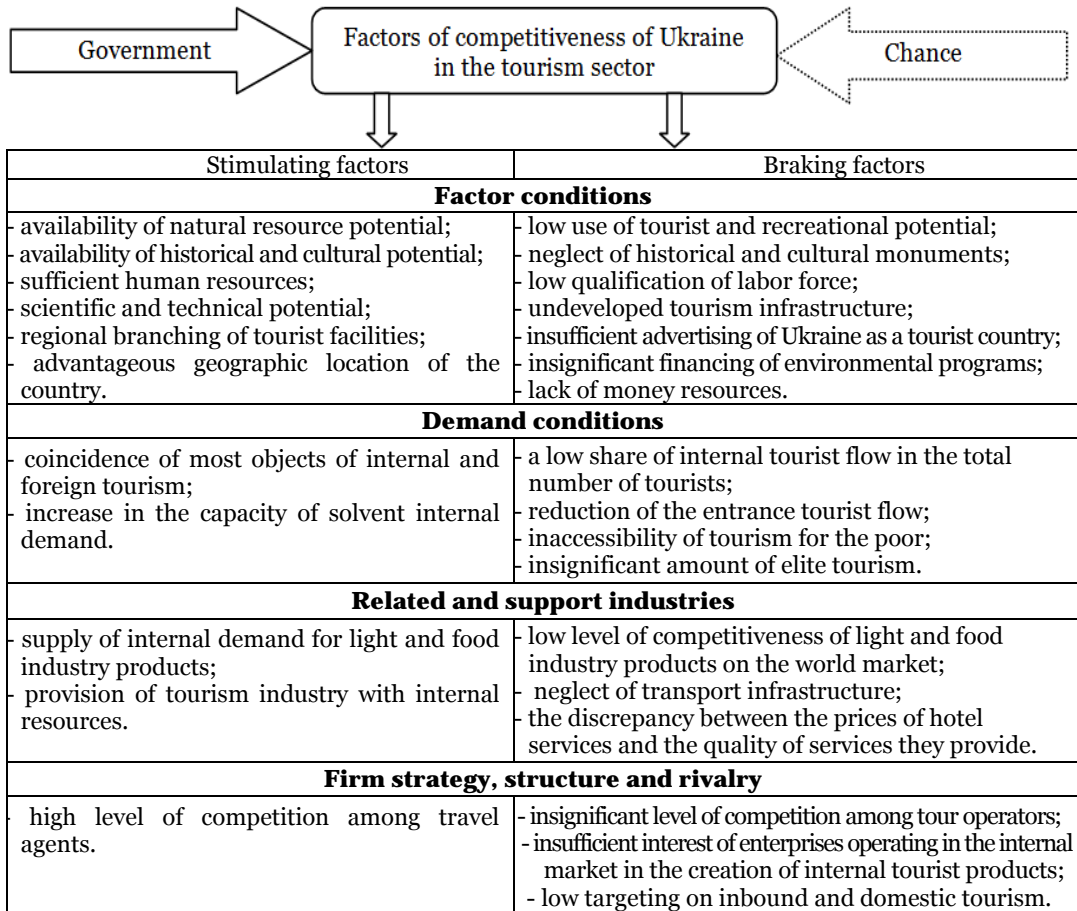 Government
Factors of competitiveness of Ukraine
in the tourism sector
Chance
Stimulating factors
Braking factors
Factor conditions
- availability of natural resource potential;
- availability of historical and cultural potential;
- sufficient human resources;
- scientific and technical potential;
- regional branching of tourist facilities;
- advantageous geographic location of the
country.
- low use of tourist and recreational potential;
- neglect of historical and cultural monuments;
- low qualification of labor force;
- undeveloped tourism infrastructure;
- insufficient advertising of Ukraine as a tourist country;
- insignificant financing of environmental programs;
- lack of money resources.
Demand conditions
- coincidence of most objects of internal and
foreign tourism;
- increase in the capacity of solvent internal
demand.
- a low share of internal tourist flow in the total
number of tourists;
- reduction of the entrance tourist flow;
- inaccessibility of tourism for the poor;
- insignificant amount of elite tourism.
Related and support industries
- supply of internal demand for light and food
industry products;
- provision of tourism industry with internal
resources.
- low level of competitiveness of light and food
industry products on the world market;
- neglect of transport infrastructure;
- the discrepancy between the prices of hotel
services and the quality of services they provide.
Firm strategy, structure and rivalry
- high level of competition among travel
agents.
- insignificant level of competition among tour operators;
- insufficient interest of enterprises operating in the internal
market in the creation of internal tourist products;
- low targeting on inbound and domestic tourism.